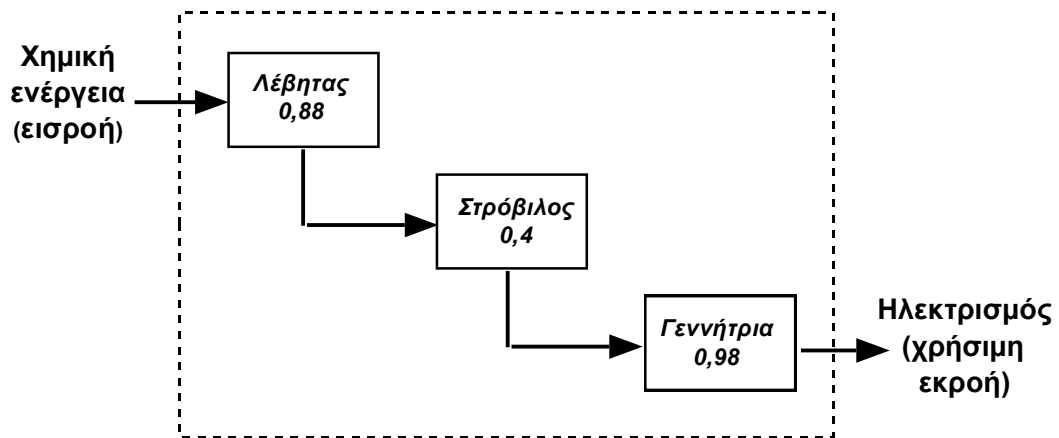 Χημική
ενέργεια
(εισροή)
Λέβητας
0,88
Στρόβιλος
0,4
Γεννήτρια
0,98
Ηλεκτρισμός
(χρήσιμη
εκροή)